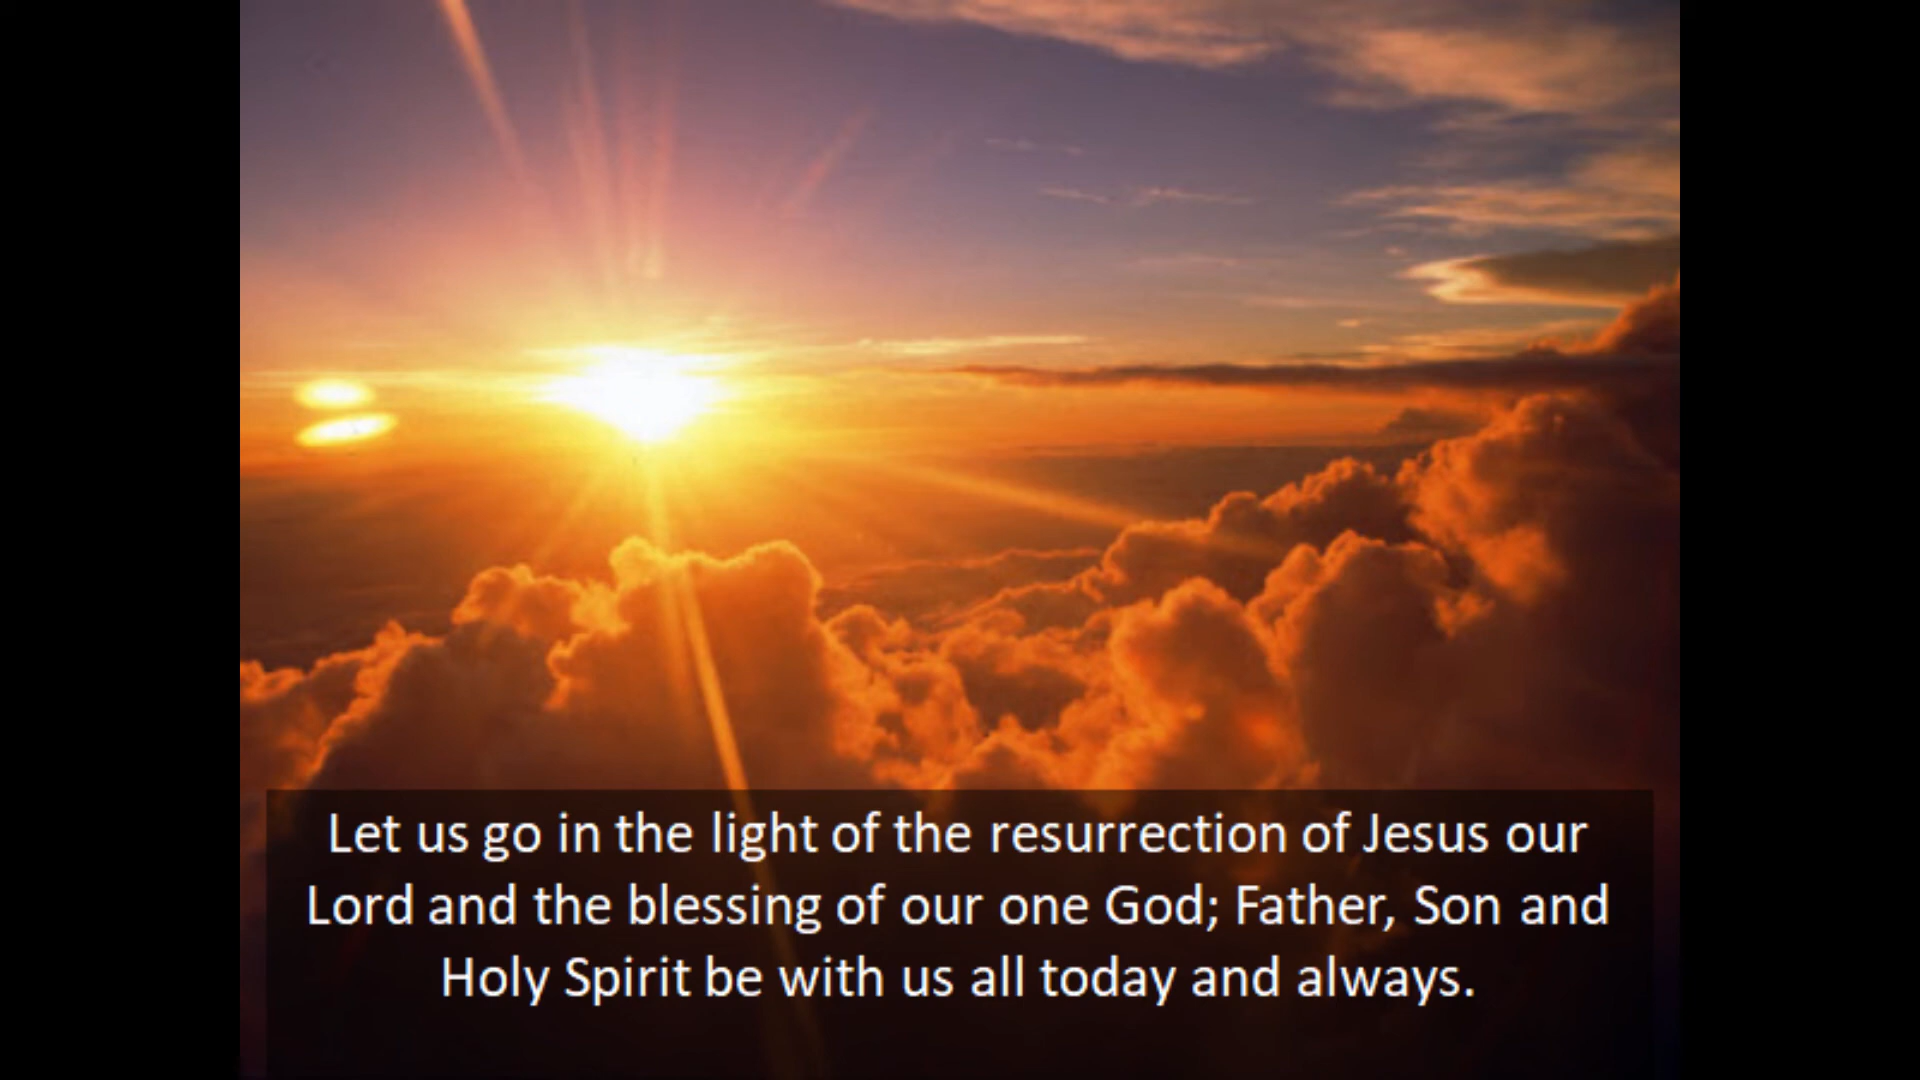 Let us go in the light of the resurrection of Jesus our
Lord and the blessing of our one God; Father, Son and
Holy Spirit be with us all today and always.